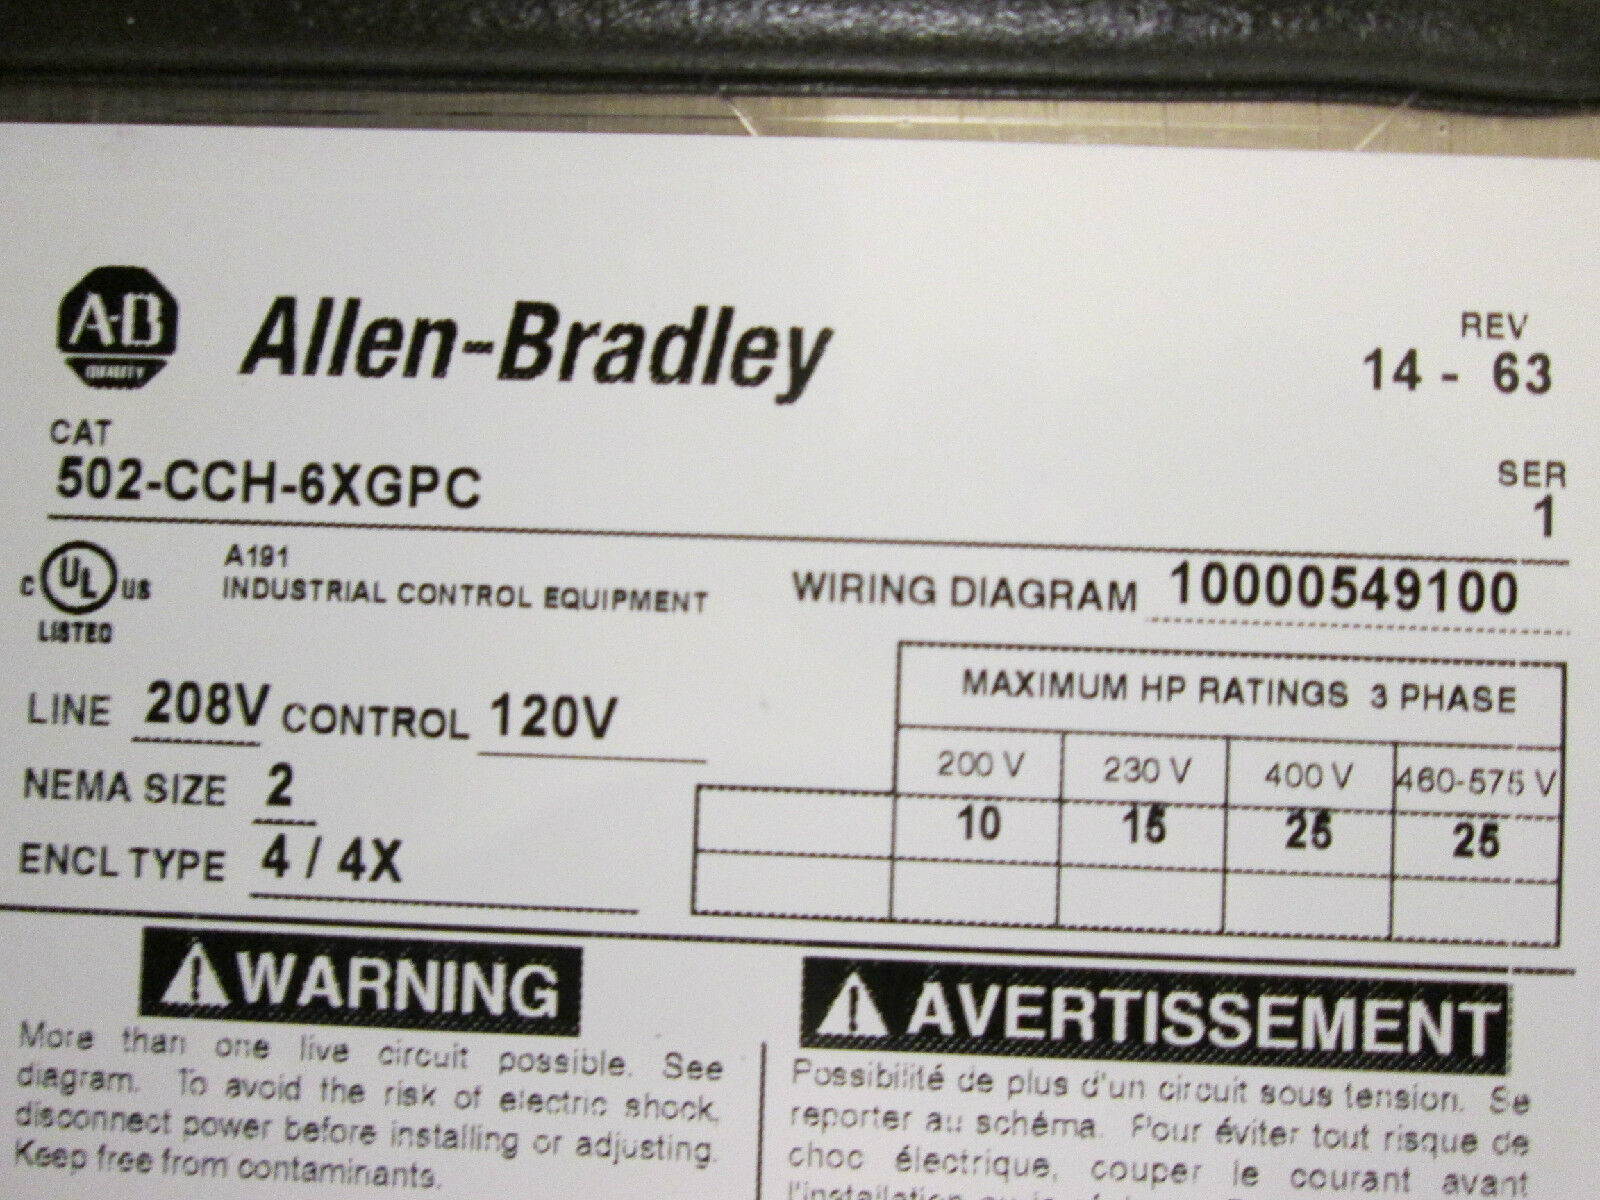 A-B
QUALITY
Allen-Bradley
REV
14 - 63
CAT
502-CCH-6XGPC
SER
1
C UL US
LISTED
A191
INDUSTRIAL CONTROL EQUIPMENT
WIRING DIAGRAM 10000549100
LINE 208V CONTROL 120V
NEMA SIZE 2
ENCL TYPE 4 / 4X
MAXIMUM HP RATINGS 3 PHASE
200 V 230 V 400 V 460-575 V
10 15 25 25
WARNING
More than one live circuit possible. See
diagram. To avoid the risk of electric shock,
disconnect power before installing or adjusting.
Keep free from contaminants.
AVERTISSEMENT
Possibilité de plus d'un circuit sous tension. Se
reporter au schéma. Pour éviter tout risque de
choc électrique, couper le courant avant
l'installation ou